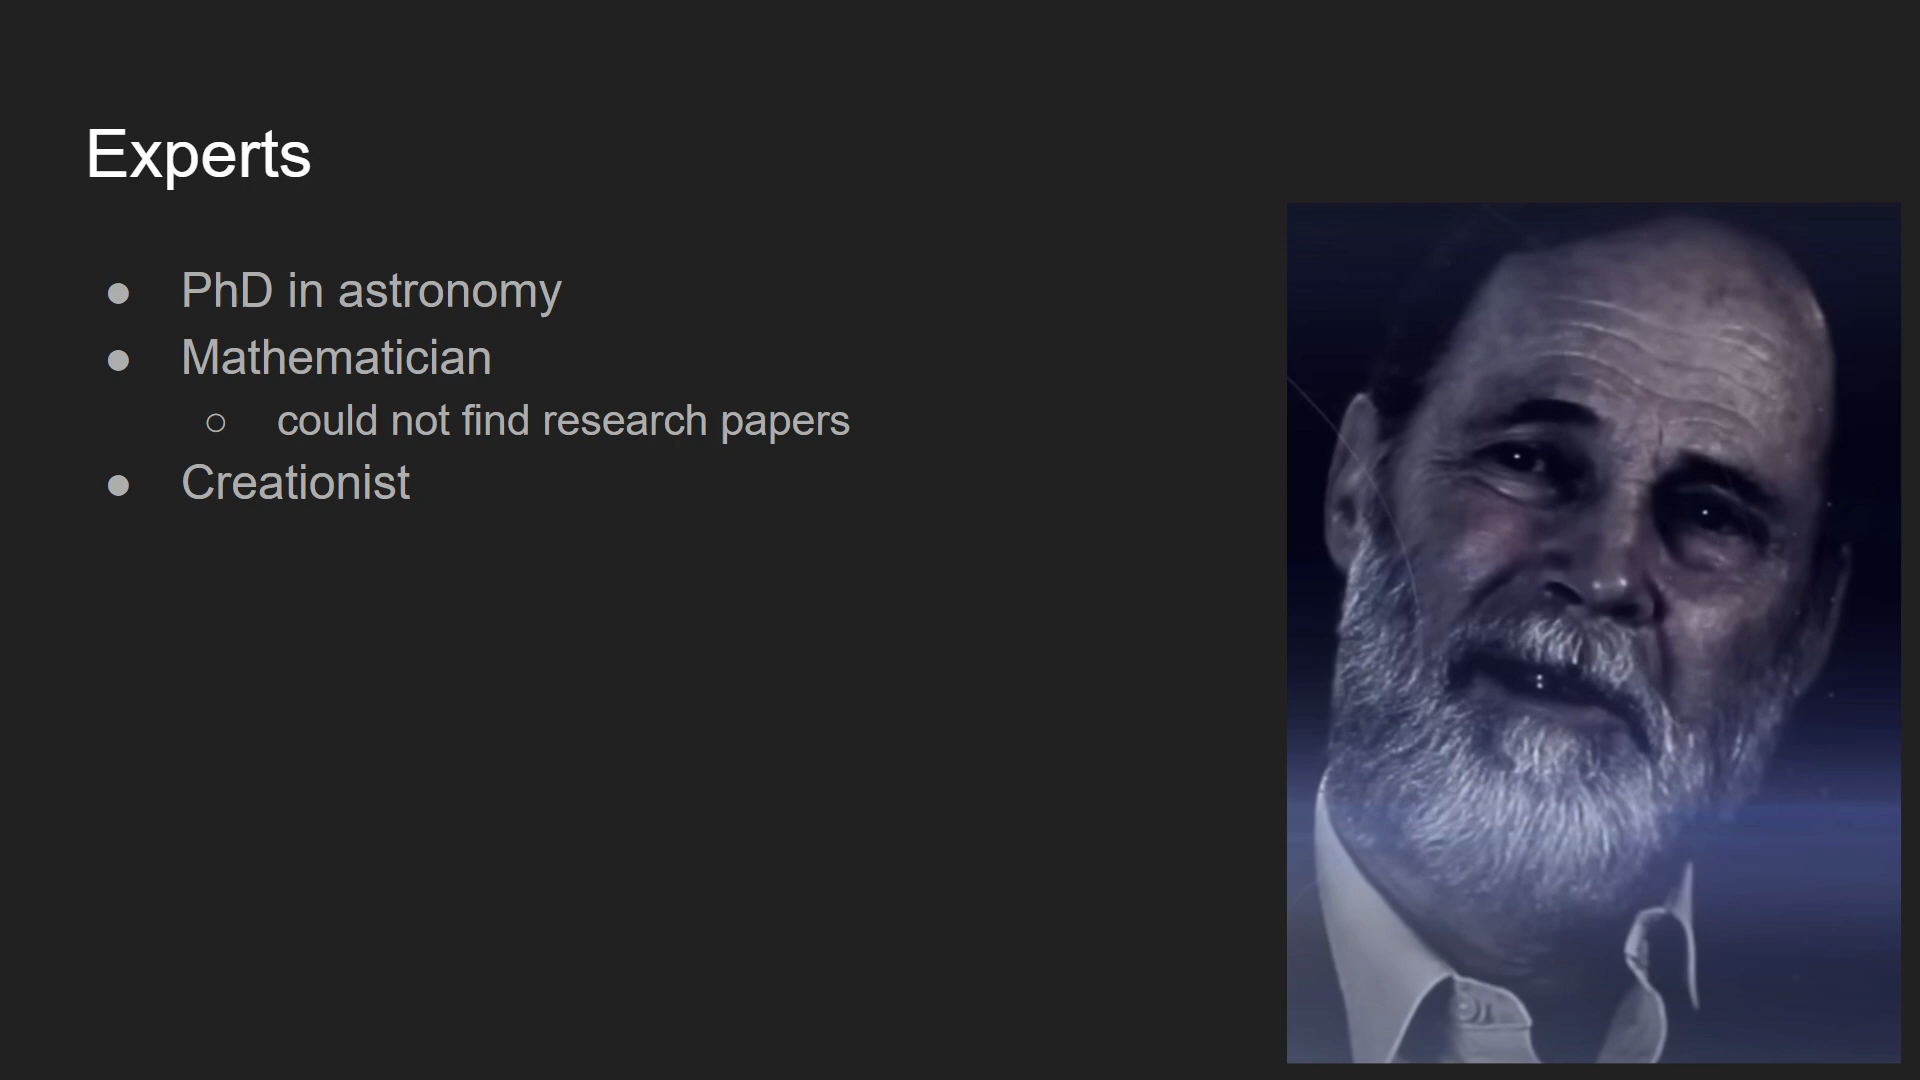 Experts
● PhD in astronomy
● Mathematician
○ could not find research papers
● Creationist